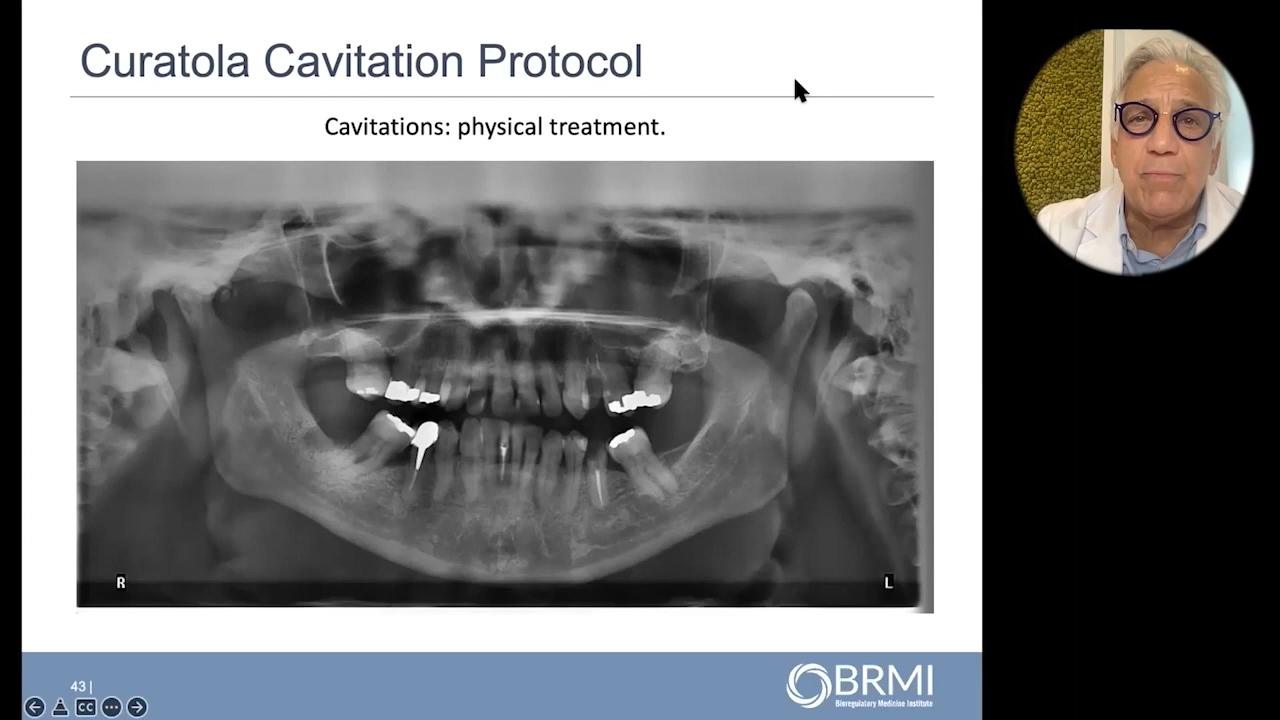 Curatola Cavitation Protocol
Cavitations: physical treatment.
R
L
43 |
CC
BRMI
Bioregulatory Medicine Institute